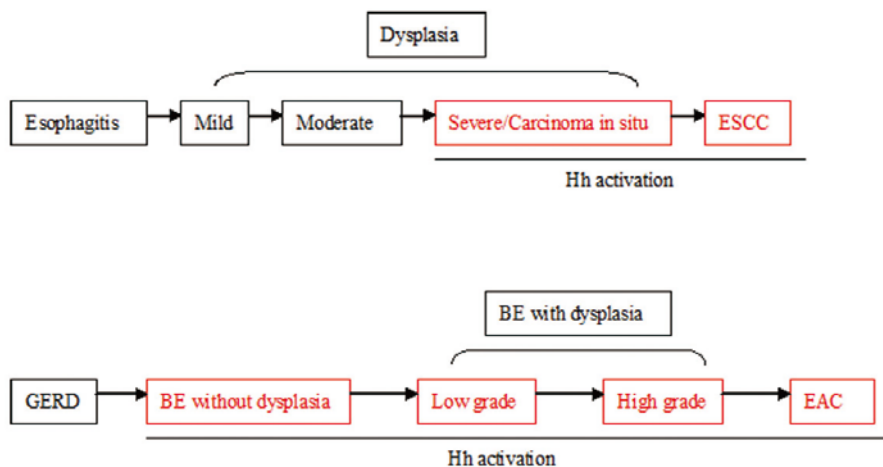 Dysplasia
Esophagitis
Mild
Moderate
Severe/Carcinoma in situ
ESCC
Hh activation
BE with dysplasia
GERD
BE without dysplasia
Low grade
High grade
EAC
Hh activation